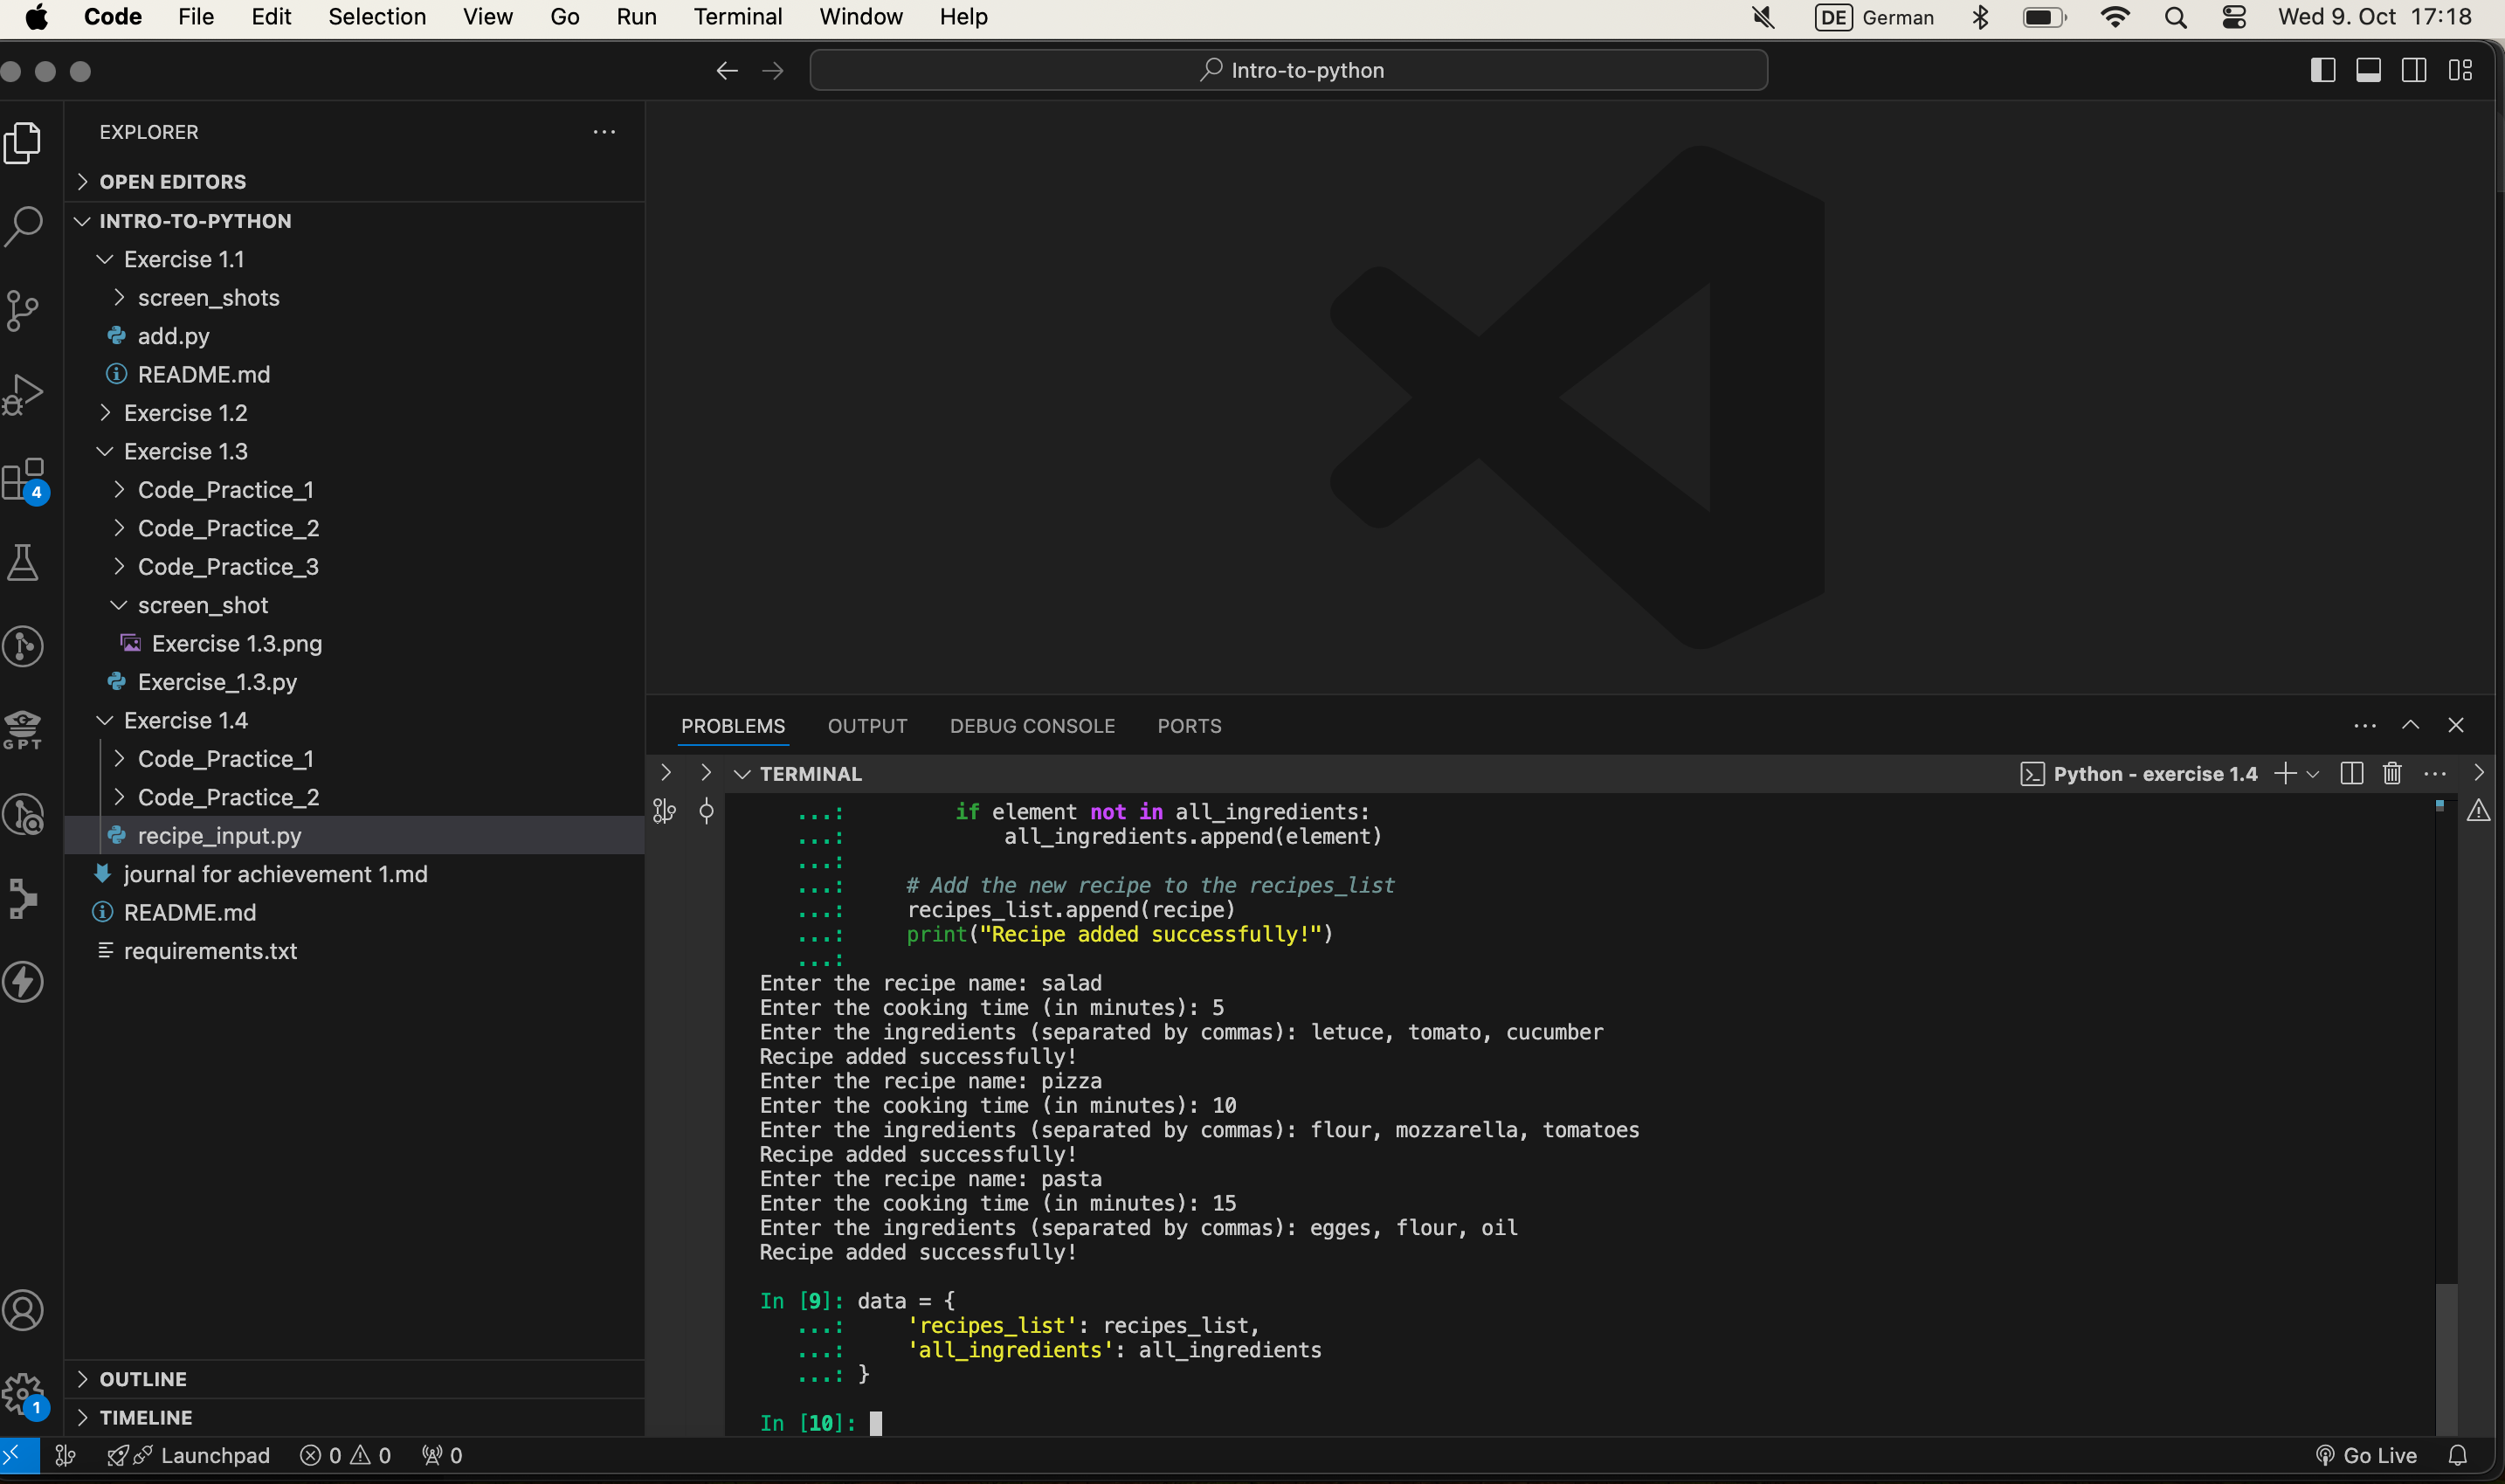 Code File Edit Selection View Go Run Terminal Window Help DE German Wed 9. Oct 17:18
Intro-to-python
EXPLORER
OPEN EDITORS
INTRO-TO-PYTHON
Exercise 1.1
screen_shots
add.py
README.md
Exercise 1.2
Exercise 1.3
Code_Practice_1
4
Code_Practice_2
Code_Practice_3
screen_shot
Exercise 1.3.png
Exercise_1.3.py
Exercise 1.4
GPT
Code_Practice_1
Code_Practice_2
recipe_input.py
journal for achievement 1.md
README.md
requirements.txt
OUTLINE
1
TIMELINE
PROBLEMS OUTPUT DEBUG CONSOLE PORTS
TERMINAL Python - exercise 1.4
...: if element not in all_ingredients:
...: all_ingredients.append(element)
...:
...: # Add the new recipe to the recipes_list
...: recipes_list.append(recipe)
...: print("Recipe added successfully!")
...:
Enter the recipe name: salad
Enter the cooking time (in minutes): 5
Enter the ingredients (separated by commas): letuce, tomato, cucumber
Recipe added successfully!
Enter the recipe name: pizza
Enter the cooking time (in minutes): 10
Enter the ingredients (separated by commas): flour, mozzarella, tomatoes
Recipe added successfully!
Enter the recipe name: pasta
Enter the cooking time (in minutes): 15
Enter the ingredients (separated by commas): egges, flour, oil
Recipe added successfully!
In [9]: data = {
...: 'recipes_list': recipes_list,
...: 'all_ingredients': all_ingredients
...: }
In [10]:
Launchpad 0 0 0 Go Live